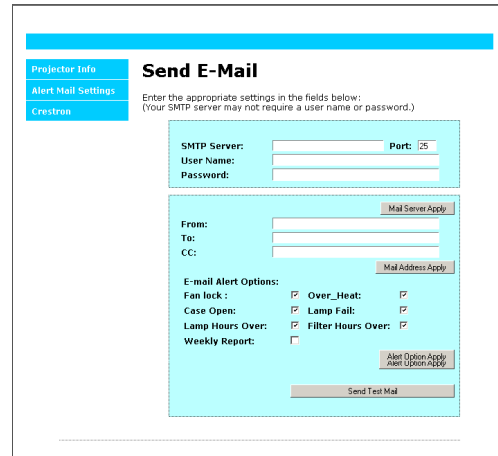 Projector Info
Alert Mail Settings
Crestron
Send E-Mail
Enter the appropriate settings in the fields below:
(Your SMTP server may not require a user name or password.)
SMTP Server: Port: 25
User Name:
Password:
Mail Server Apply
From:
To:
CC:
Mail Address Apply
E-mail Alert Options:
Fan lock : Over_Heat:
Case Open: Lamp Fail:
Lamp Hours Over: Filter Hours Over:
Weekly Report:
Alert Option Apply
Alert Option Apply
Send Test Mail